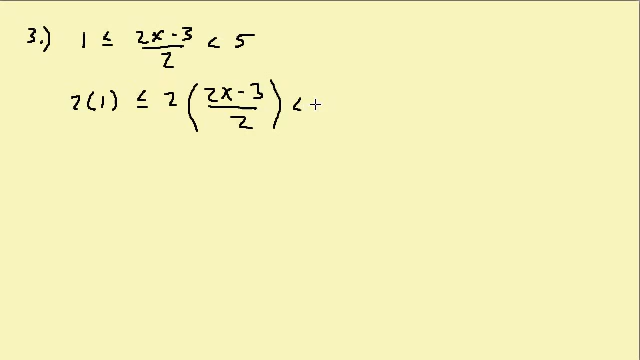 3.) 1 ≤ (2x-3)/2 < 5
2(1) ≤ 2((2x-3)/2) <